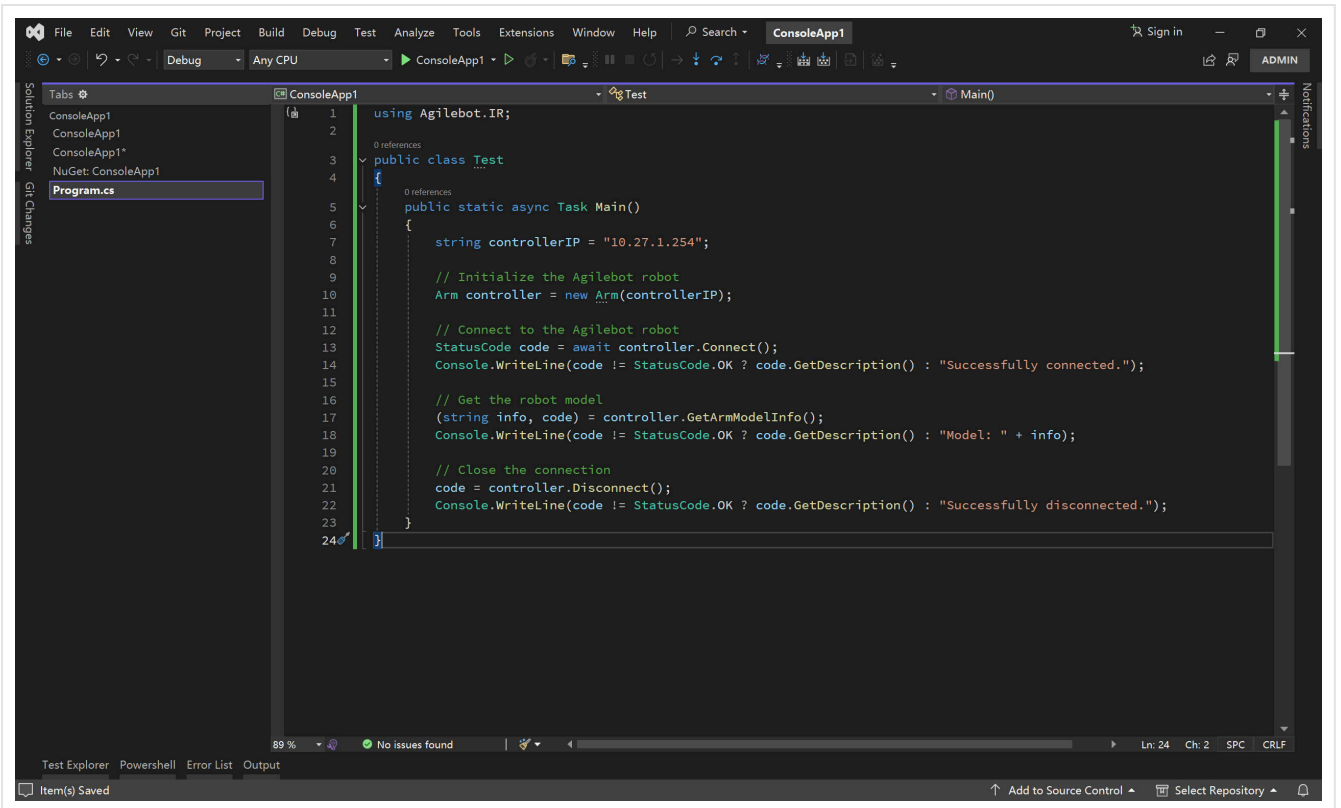 File Edit View Git Project Build Debug Test Analyze Tools Extensions Window Help Search ConsoleApp1 Sign in
Debug Any CPU ConsoleApp1 ADMIN
Solution Explorer
Git Changes
Notifications
Tabs
ConsoleApp1
ConsoleApp1
ConsoleApp1*
NuGet: ConsoleApp1
Program.cs
C# ConsoleApp1 Test Main()
1 using Agilebot.IR;
2
0 references
3 public class Test
4 {
0 references
5 public static async Task Main()
6 {
7 string controllerIP = "10.27.1.254";
8
9 // Initialize the Agilebot robot
10 Arm controller = new Arm(controllerIP);
11
12 // Connect to the Agilebot robot
13 StatusCode code = await controller.Connect();
14 Console.WriteLine(code != StatusCode.OK ? code.GetDescription() : "Successfully connected.");
15
16 // Get the robot model
17 (string info, code) = controller.GetArmModelInfo();
18 Console.WriteLine(code != StatusCode.OK ? code.GetDescription() : "Model: " + info);
19
20 // Close the connection
21 code = controller.Disconnect();
22 Console.WriteLine(code != StatusCode.OK ? code.GetDescription() : "Successfully disconnected.");
23 }
24 }
89 % No issues found Ln: 24 Ch: 2 SPC CRLF
Test Explorer Powershell Error List Output
Item(s) Saved Add to Source Control Select Repository